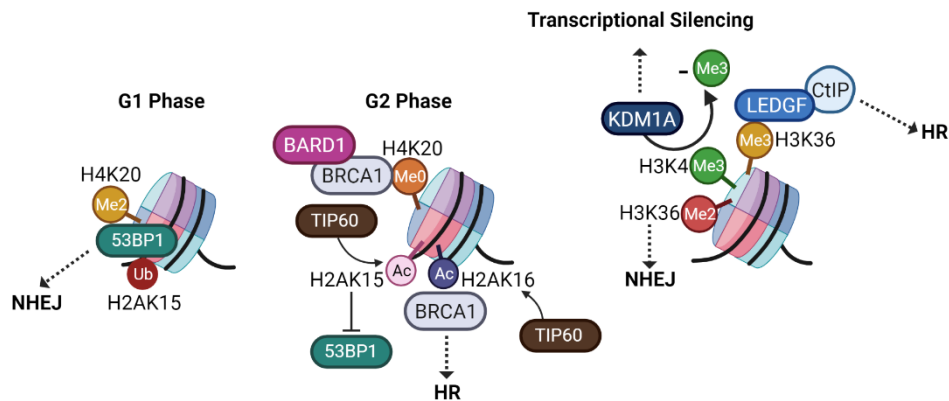 G1 Phase
H4K20
Me2
53BP1
Ub
H2AK15
NHEJ
G2 Phase
BARD1
H4K20
BRCA1
Me0
TIP60
Ac
Ac
H2AK15
H2AK16
BRCA1
53BP1
TIP60
HR
Transcriptional Silencing
- Me3
CtIP
LEDGF
KDM1A
HR
Me3 H3K36
H3K4 Me3
H3K36 Me2
NHEJ